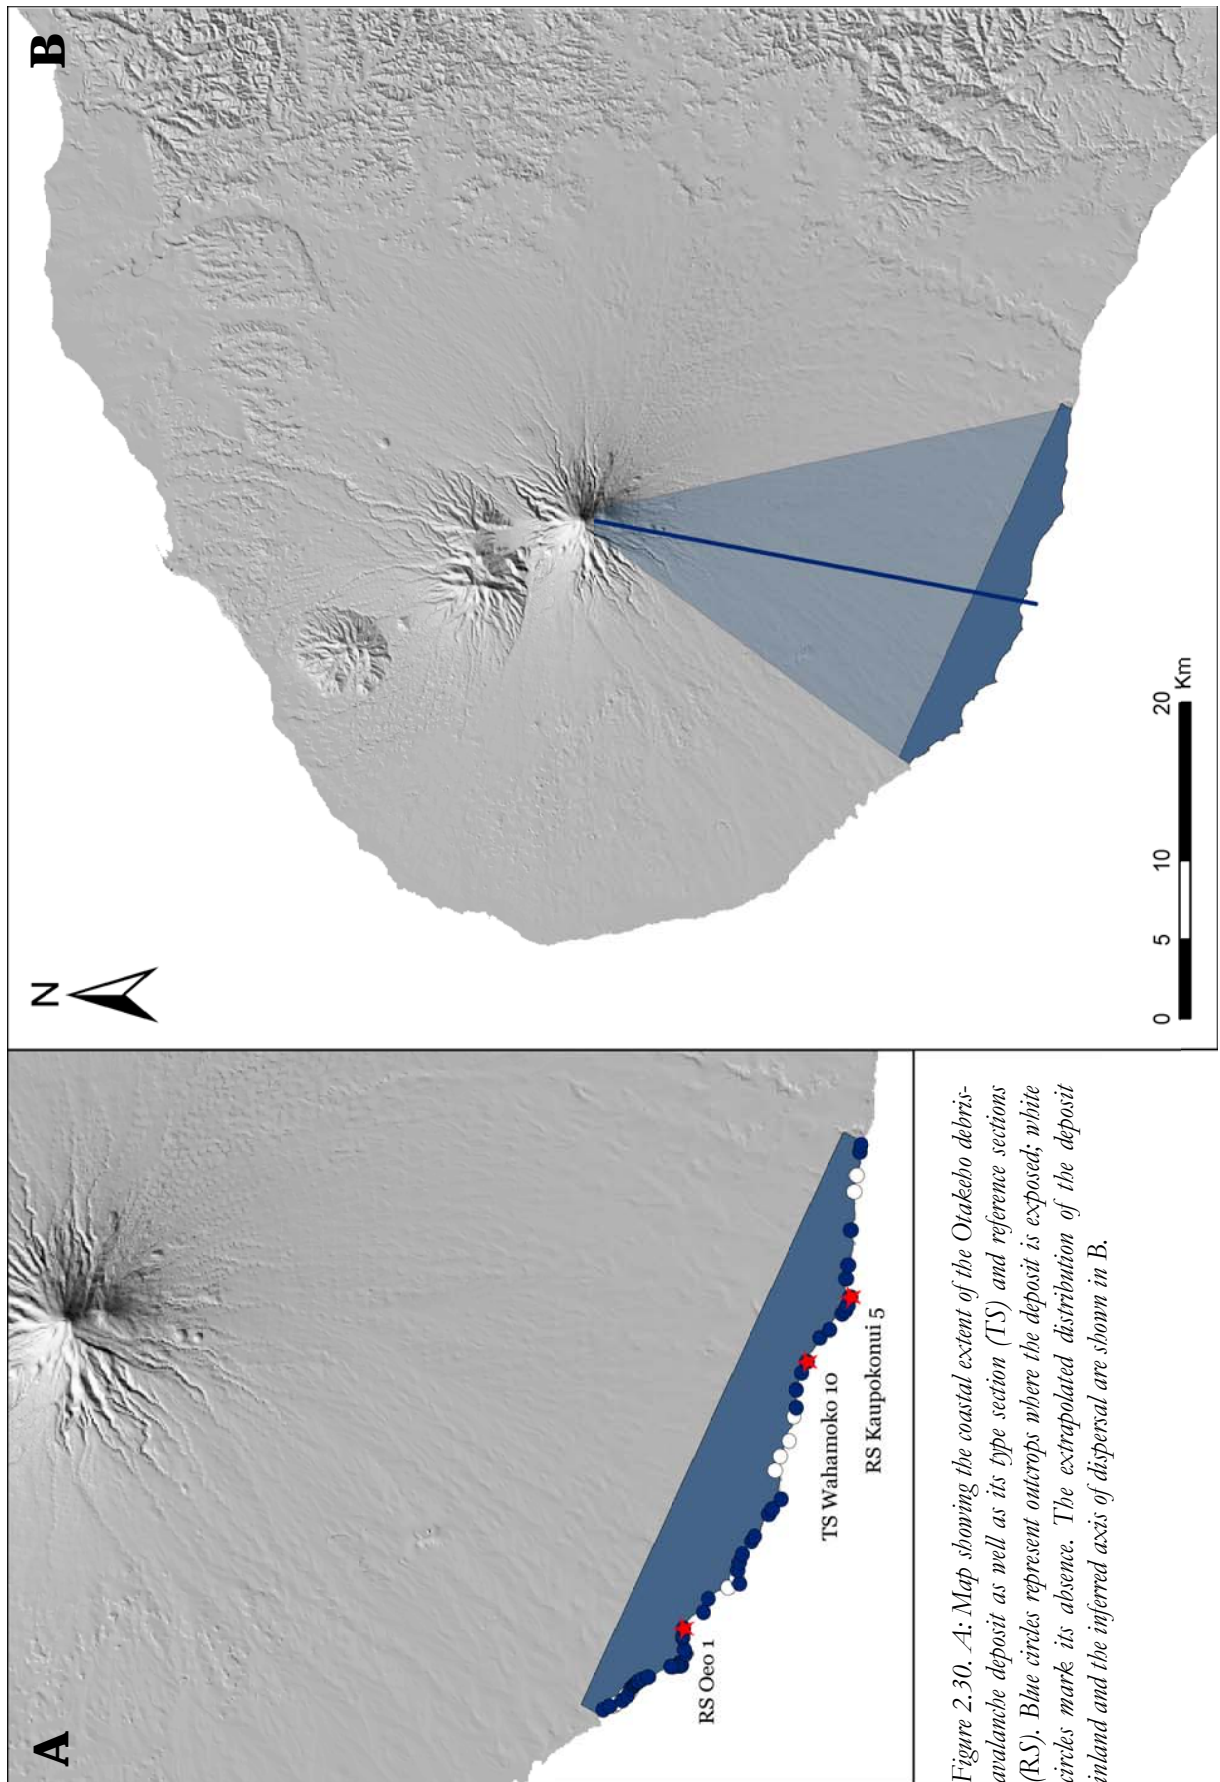 A
RS Oeo 1
TS Wahamoko 10
RS Kaupokonui 5
B
N
0 5 10 20
Km
Figure 2.30. A: Map showing the coastal extent of the Otakeho debris-
avalanche deposit as well as its type section (TS) and reference sections
(RS). Blue circles represent outcrops where the deposit is exposed; white
circles mark its absence. The extrapolated distribution of the deposit
inland and the inferred axis of dispersal are shown in B.